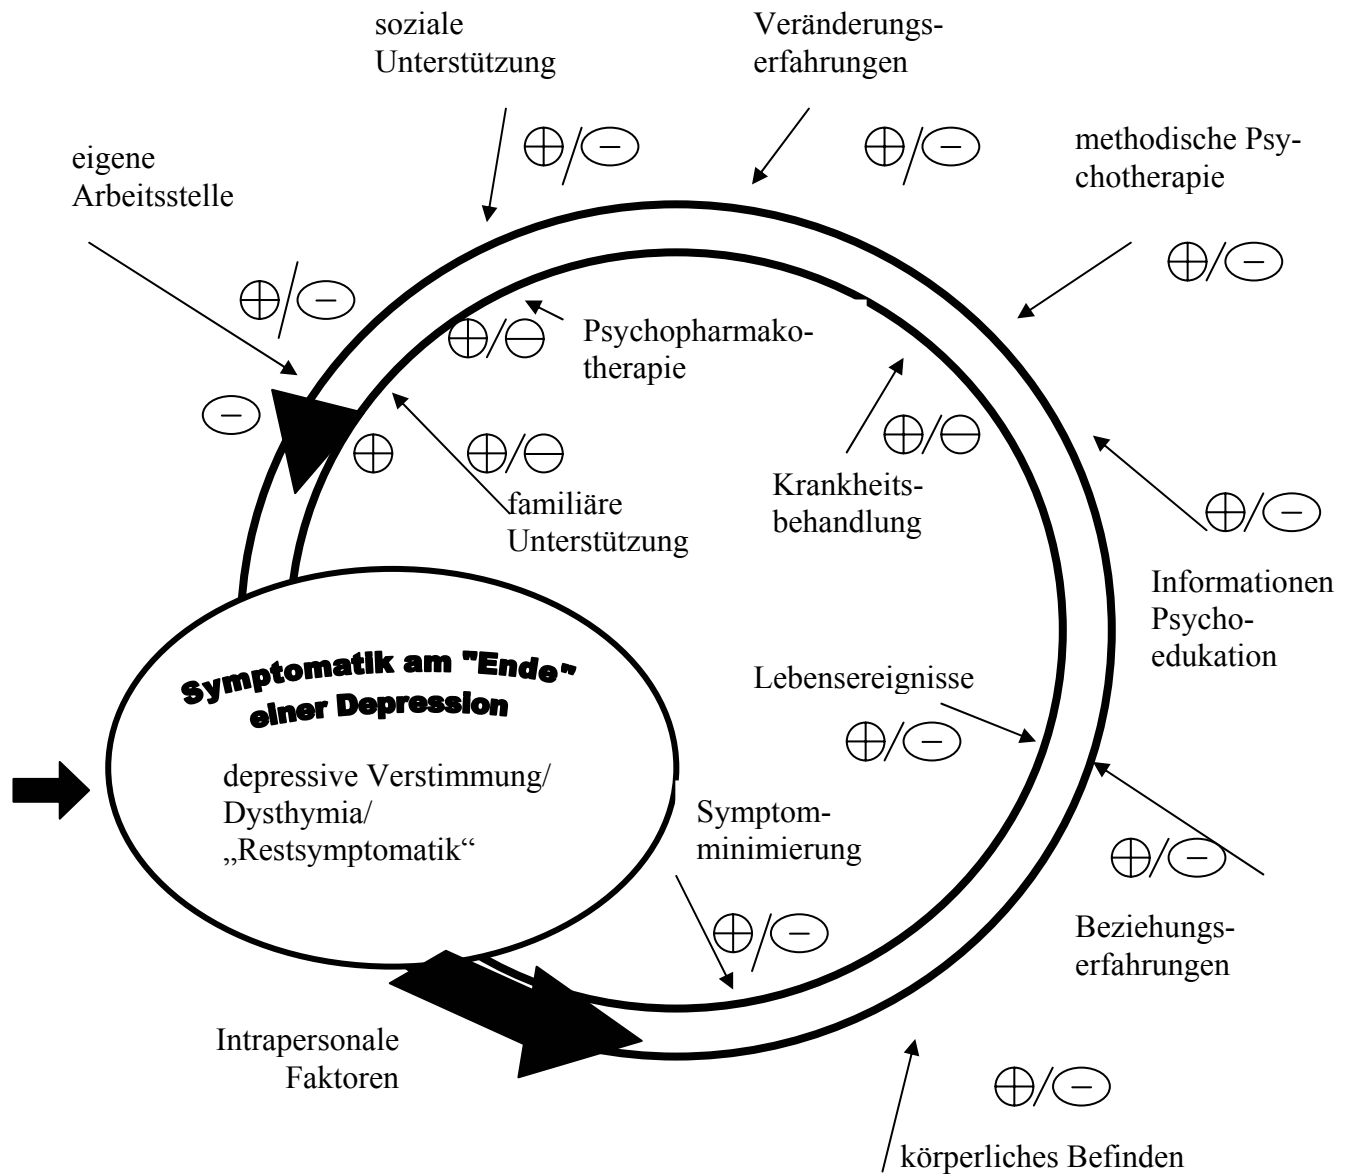 soziale
Unterstützung
Veränderungs-
erfahrungen
methodische Psy-
chotherapie
eigene
Arbeitsstelle
⊕/⊖
⊕/⊖
⊕/⊖
⊕/⊖
Psychopharmako-
therapie
⊕/⊖
⊖
⊕
⊕/⊖
familiäre
Unterstützung
⊕/⊖
Krankheits-
behandlung
⊕/⊖
Informationen
Psycho-
edukation
Symptomatik am "Ende"
einer Depression
depressive Verstimmung/
Dysthymia/
„Restsymptomatik“
Lebensereignisse
⊕/⊖
Symptom-
minimierung
⊕/⊖
⊕/⊖
Beziehungs-
erfahrungen
Intrapersonale
Faktoren
⊕/⊖
körperliches Befinden